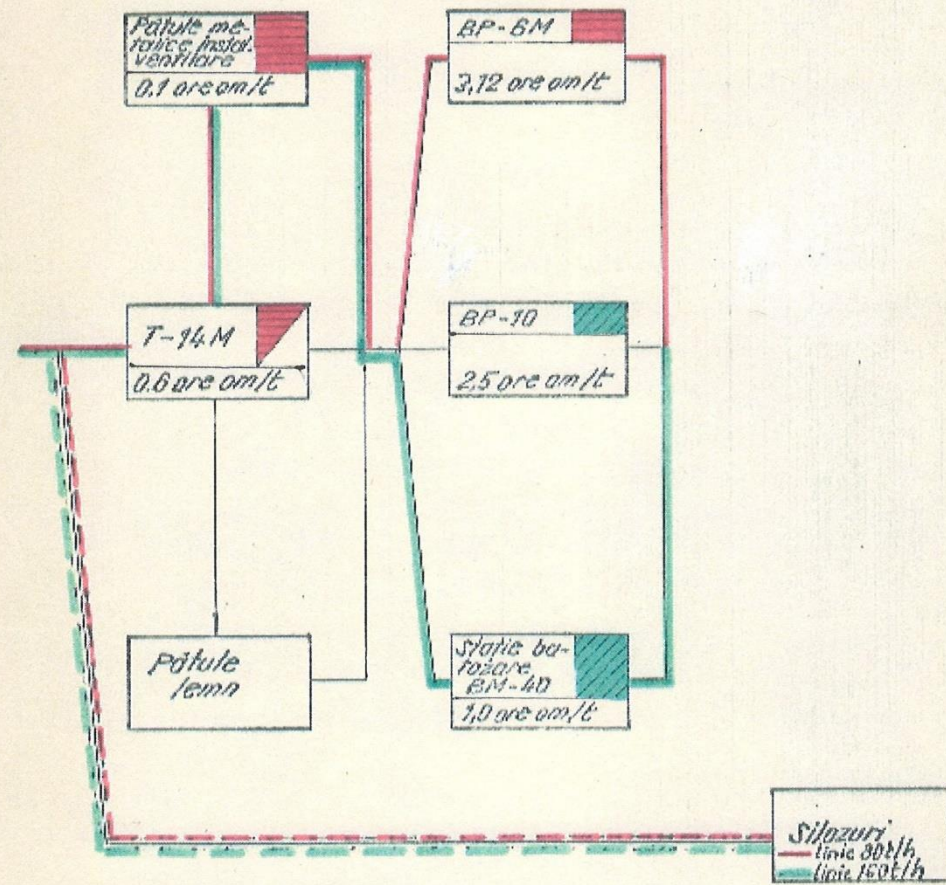 Pătule me-
talice instal.
ventilare
0,1 ore om/t
BP-6M
3,12 ore om/t
T-14M
0,6 ore om/t
BP-10
2,5 ore om/t
Pătule
lemn
Stație ba-
tozare
BM-40
1,0 ore om/t
Silozuri
linie 80t/h
linie 160t/h